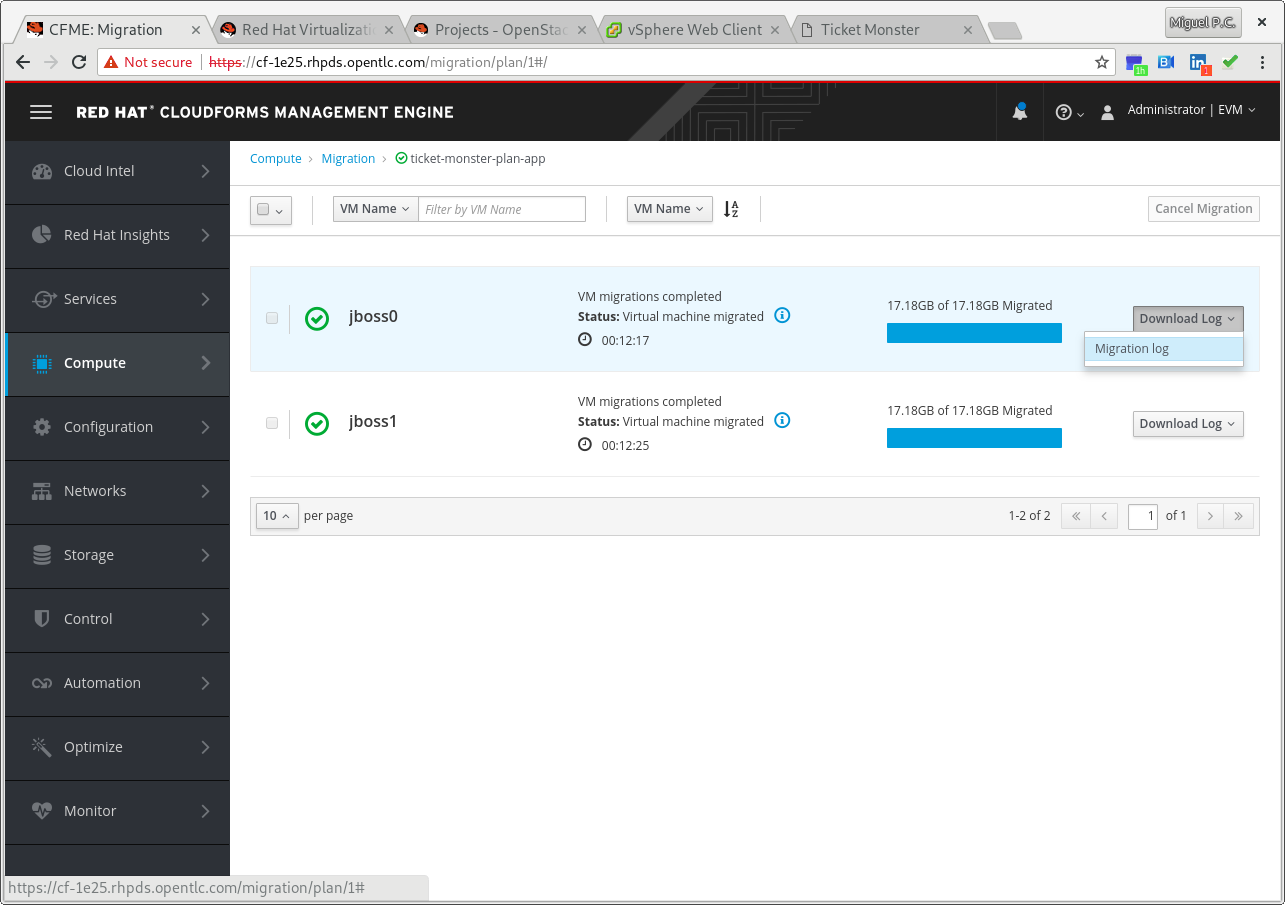 CFME: Migration
Red Hat Virtualizatio
Projects - OpenStac
vSphere Web Client
Ticket Monster
Miguel P.C.
Not secure
https://cf-1e25.rhpds.opentlc.com/migration/plan/1#/
1h
B
in
1
RED HAT® CLOUDFORMS MANAGEMENT ENGINE
Administrator | EVM
Cloud Intel
Red Hat Insights
Services
Compute
Configuration
Networks
Storage
Control
Automation
Optimize
Monitor
Compute > Migration > ticket-monster-plan-app
VM Name
Filter by VM Name
VM Name
A
Z
Cancel Migration
jboss0
VM migrations completed
Status: Virtual machine migrated
00:12:17
17.18GB of 17.18GB Migrated
Download Log
Migration log
jboss1
VM migrations completed
Status: Virtual machine migrated
00:12:25
17.18GB of 17.18GB Migrated
Download Log
10 per page
1-2 of 2
« < 1 of 1 > »
https://cf-1e25.rhpds.opentlc.com/migration/plan/1#